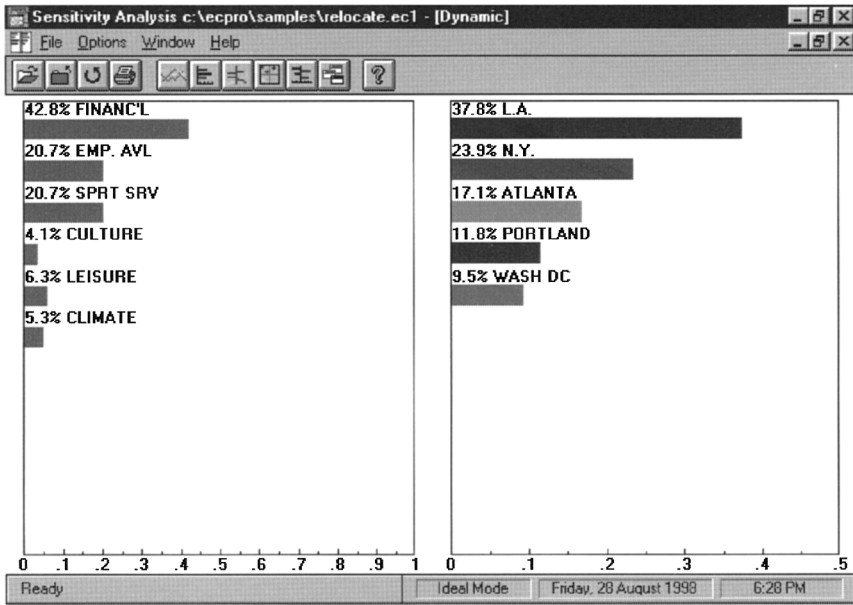 Sensitivity Analysis c:\ecpro\samples\relocate.ec1 - [Dynamic]
File Options Window Help
42.8% FINANC'L
20.7% EMP. AVL
20.7% SPRT SRV
4.1% CULTURE
6.3% LEISURE
5.3% CLIMATE
0 .1 .2 .3 .4 .5 .6 .7 .8 .9 1
37.8% L.A.
23.9% N.Y.
17.1% ATLANTA
11.8% PORTLAND
9.5% WASH DC
0 .1 .2 .3 .4 .5
Ready
Ideal Mode
Friday, 28 August 1998
6:28 PM